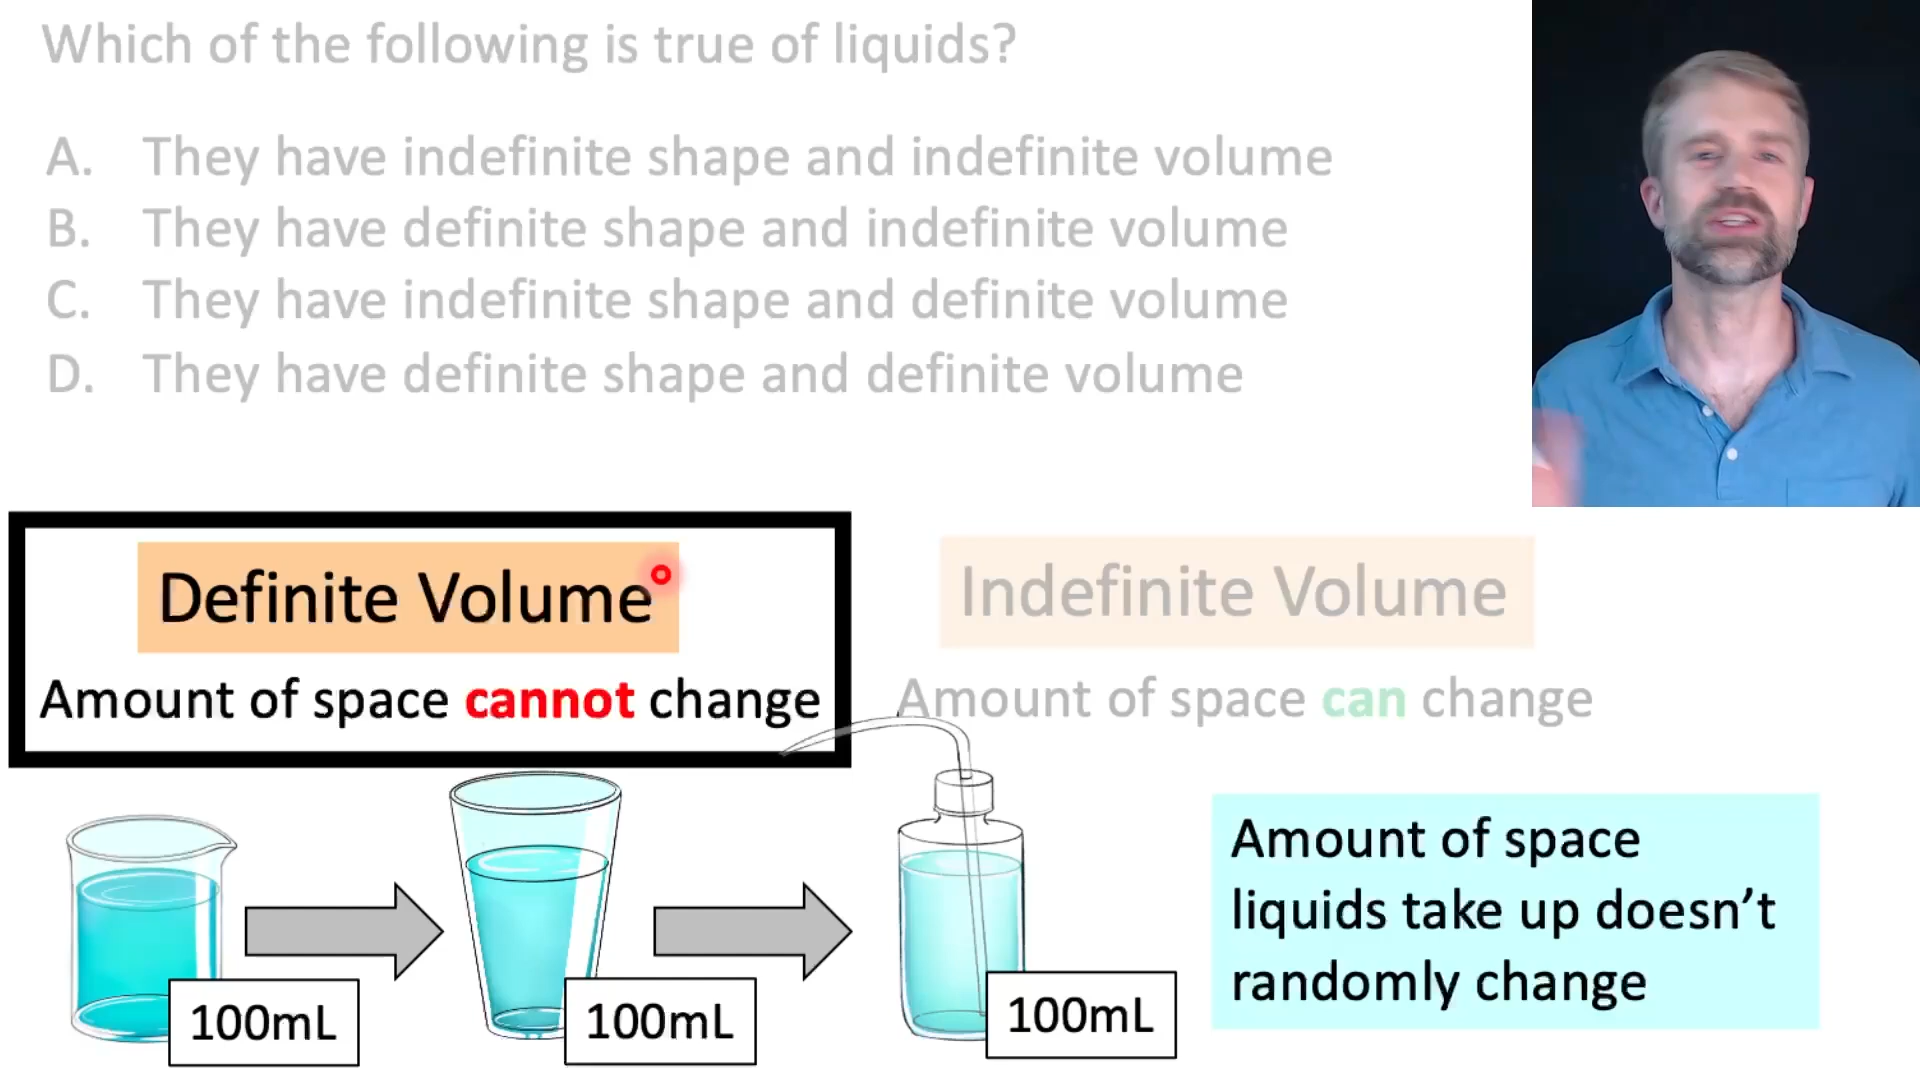 Which of the following is true of liquids?
A. They have indefinite shape and indefinite volume
B. They have definite shape and indefinite volume
C. They have indefinite shape and definite volume
D. They have definite shape and definite volume
Definite Volume
Amount of space cannot change
Indefinite Volume
Amount of space can change
100mL
100mL
100mL
Amount of space
liquids take up doesn’t
randomly change